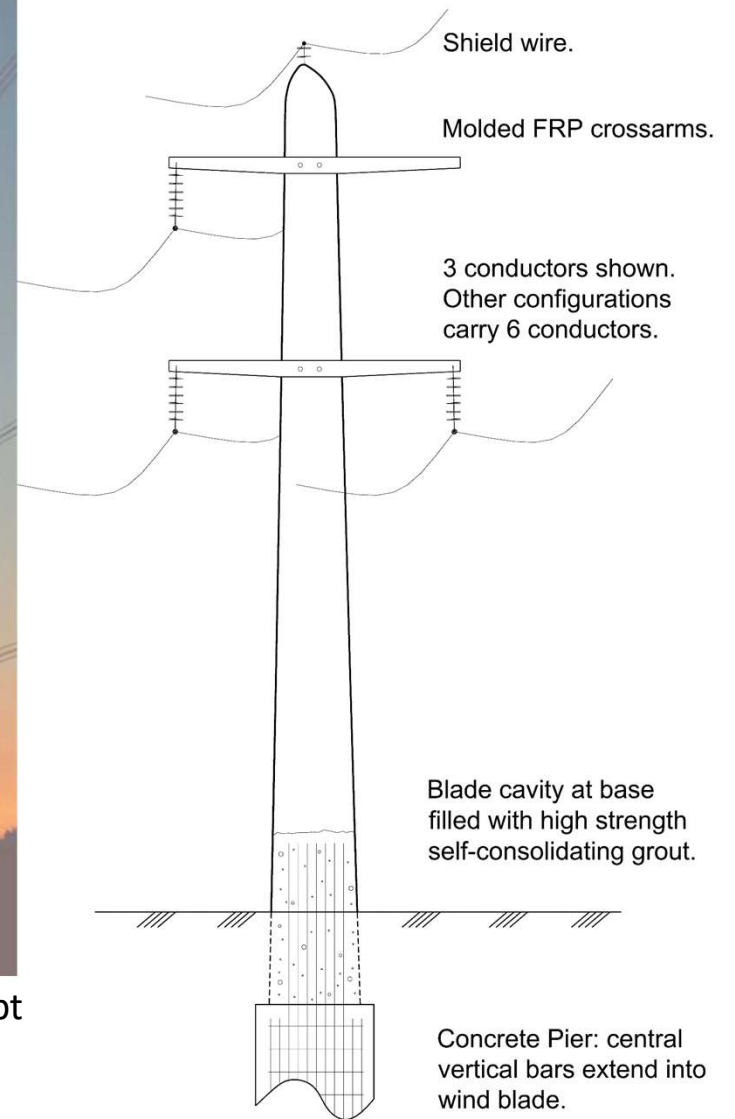 Shield wire.
Molded FRP crossarms.
3 conductors shown.
Other configurations
carry 6 conductors.
Blade cavity at base
filled with high strength
self-consolidating grout.
Concrete Pier: central
vertical bars extend into
wind blade.